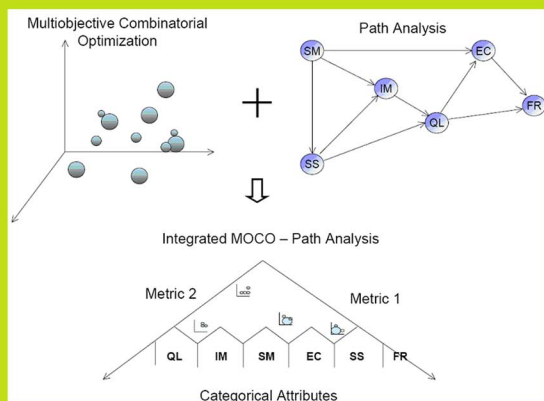 Multiobjective Combinatorial
Optimization
Path Analysis
SM
EC
IM
FR
QL
SS
Integrated MOCO – Path Analysis
Metric 2
Metric 1
QL IM SM EC SS FR
Categorical Attributes